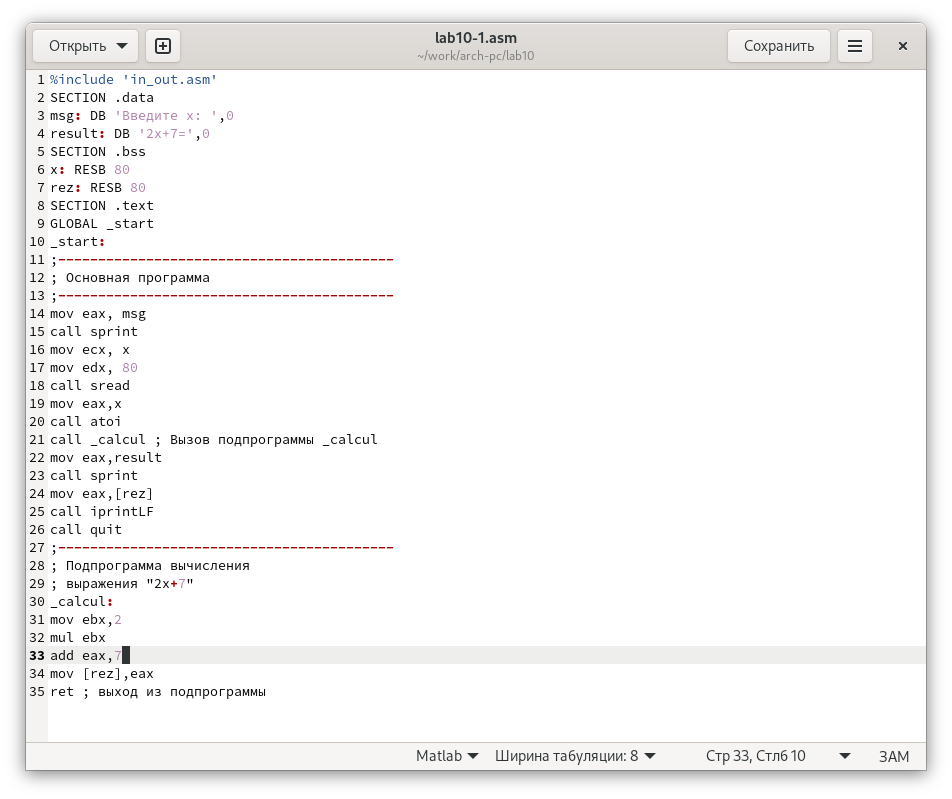 Открыть
lab10-1.asm
~/work/arch-pc/lab10
Сохранить
1 %include 'in_out.asm'
2 SECTION .data
3 msg: DB 'Введите x: ',0
4 result: DB '2x+7=',0
5 SECTION .bss
6 x: RESB 80
7 rez: RESB 80
8 SECTION .text
9 GLOBAL _start
10 _start:
11 ;------------------------------------------
12 ; Основная программа
13 ;------------------------------------------
14 mov eax, msg
15 call sprint
16 mov ecx, x
17 mov edx, 80
18 call sread
19 mov eax,x
20 call atoi
21 call _calcul ; Вызов подпрограммы _calcul
22 mov eax,result
23 call sprint
24 mov eax,[rez]
25 call iprintLF
26 call quit
27 ;------------------------------------------
28 ; Подпрограмма вычисления
29 ; выражения "2x+7"
30 _calcul:
31 mov ebx,2
32 mul ebx
33 add eax,7
34 mov [rez],eax
35 ret ; выход из подпрограммы
Matlab Ширина табуляции: 8 Стр 33, Стлб 10 ЗАМ